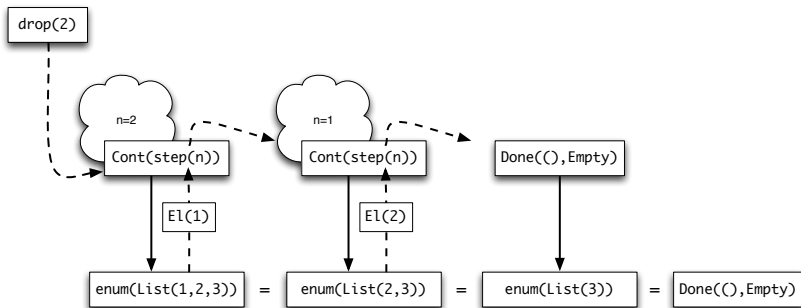 drop(2)
n=2
n=1
Cont(step(n))
Cont(step(n))
Done((),Empty)
El(1)
El(2)
enum(List(1,2,3)) = enum(List(2,3)) = enum(List(3)) = Done((),Empty)